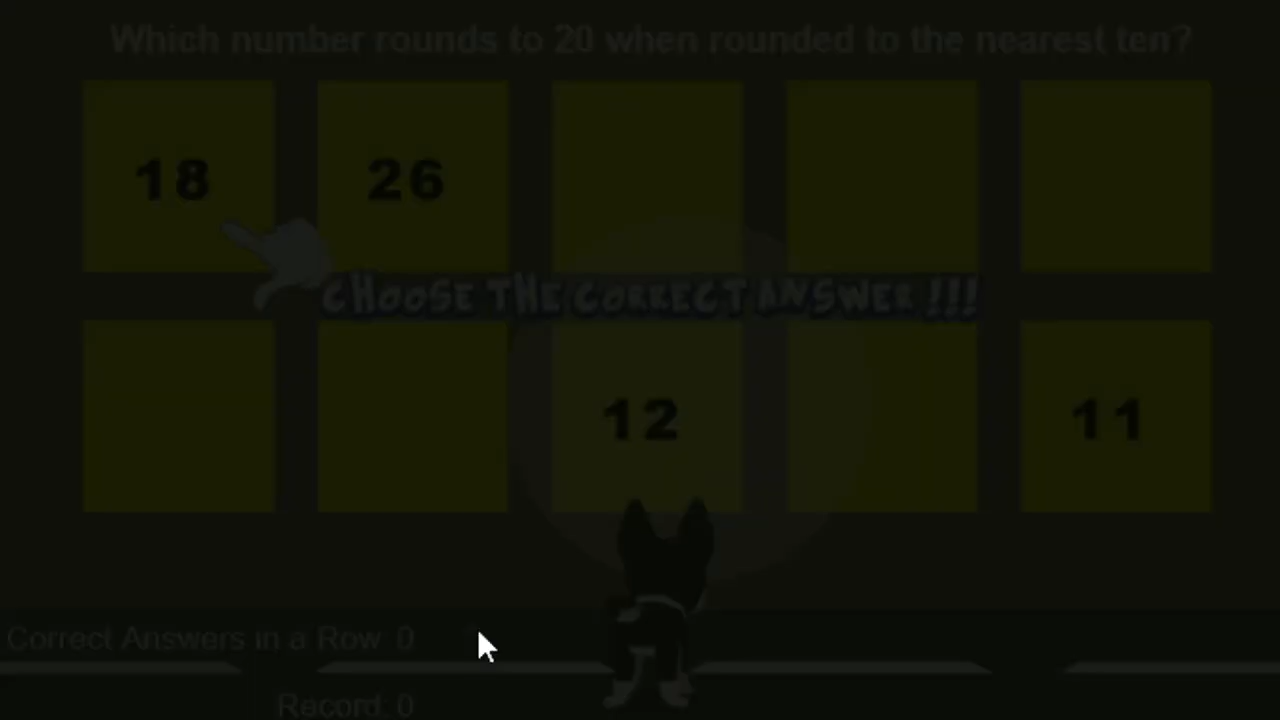 Which number rounds to 20 when rounded to the nearest ten?
18 26
CHOOSE THE CORRECT ANSWER !!!
12 11
Correct Answers in a Row: 0
Record: 0